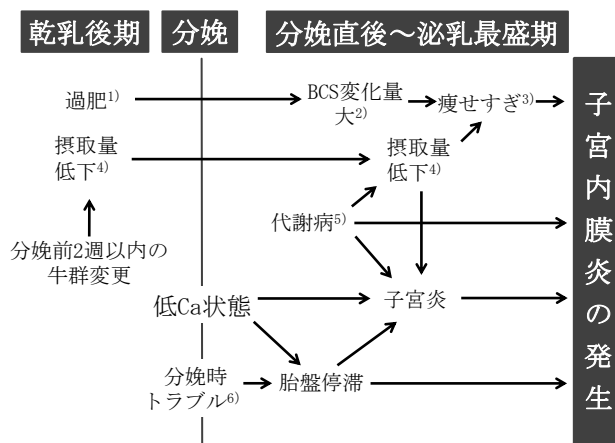 乾乳後期
分娩
分娩直後～泌乳最盛期
過肥1)
BCS変化量
大2)
痩せすぎ3)
摂取量
低下4)
摂取量
低下4)
代謝病5)
分娩前2週以内の
牛群変更
低Ca状態
子宮炎
分娩時
トラブル6)
胎盤停滞
子宮内膜炎の発生